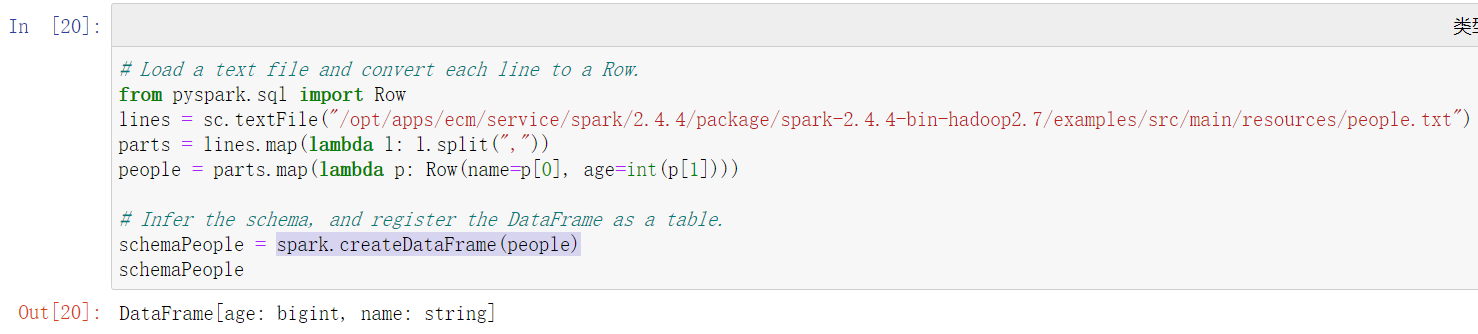 In [20]:
类型
# Load a text file and convert each line to a Row.
from pyspark.sql import Row
lines = sc.textFile("/opt/apps/ecm/service/spark/2.4.4/package/spark-2.4.4-bin-hadoop2.7/examples/src/main/resources/people.txt")
parts = lines.map(lambda l: l.split(","))
people = parts.map(lambda p: Row(name=p[0], age=int(p[1])))
# Infer the schema, and register the DataFrame as a table.
schemaPeople = spark.createDataFrame(people)
schemaPeople
Out[20]: DataFrame[age: bigint, name: string]